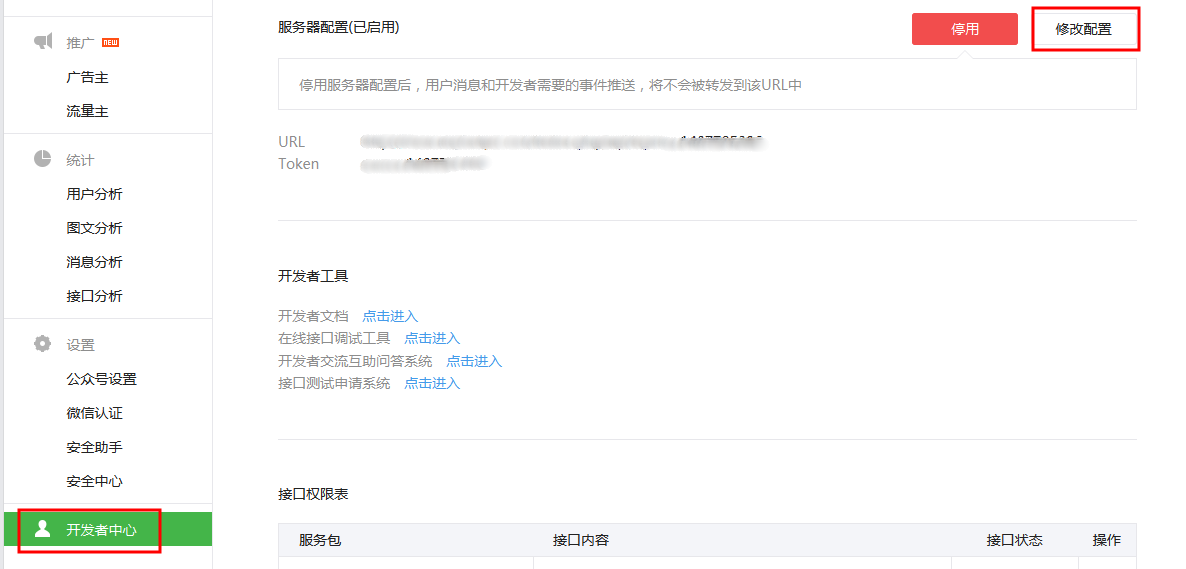 推广 NEW
广告主
流量主
统计
用户分析
图文分析
消息分析
接口分析
设置
公众号设置
微信认证
安全助手
安全中心
开发者中心
服务器配置(已启用)
停用
修改配置
停用服务器配置后，用户消息和开发者需要的事件推送，将不会被转发到该URL中
URL
Token
开发者工具
开发者文档 点击进入
在线接口调试工具 点击进入
开发者交流互助问答系统 点击进入
接口测试申请系统 点击进入
接口权限表
服务包 接口内容 接口状态 操作